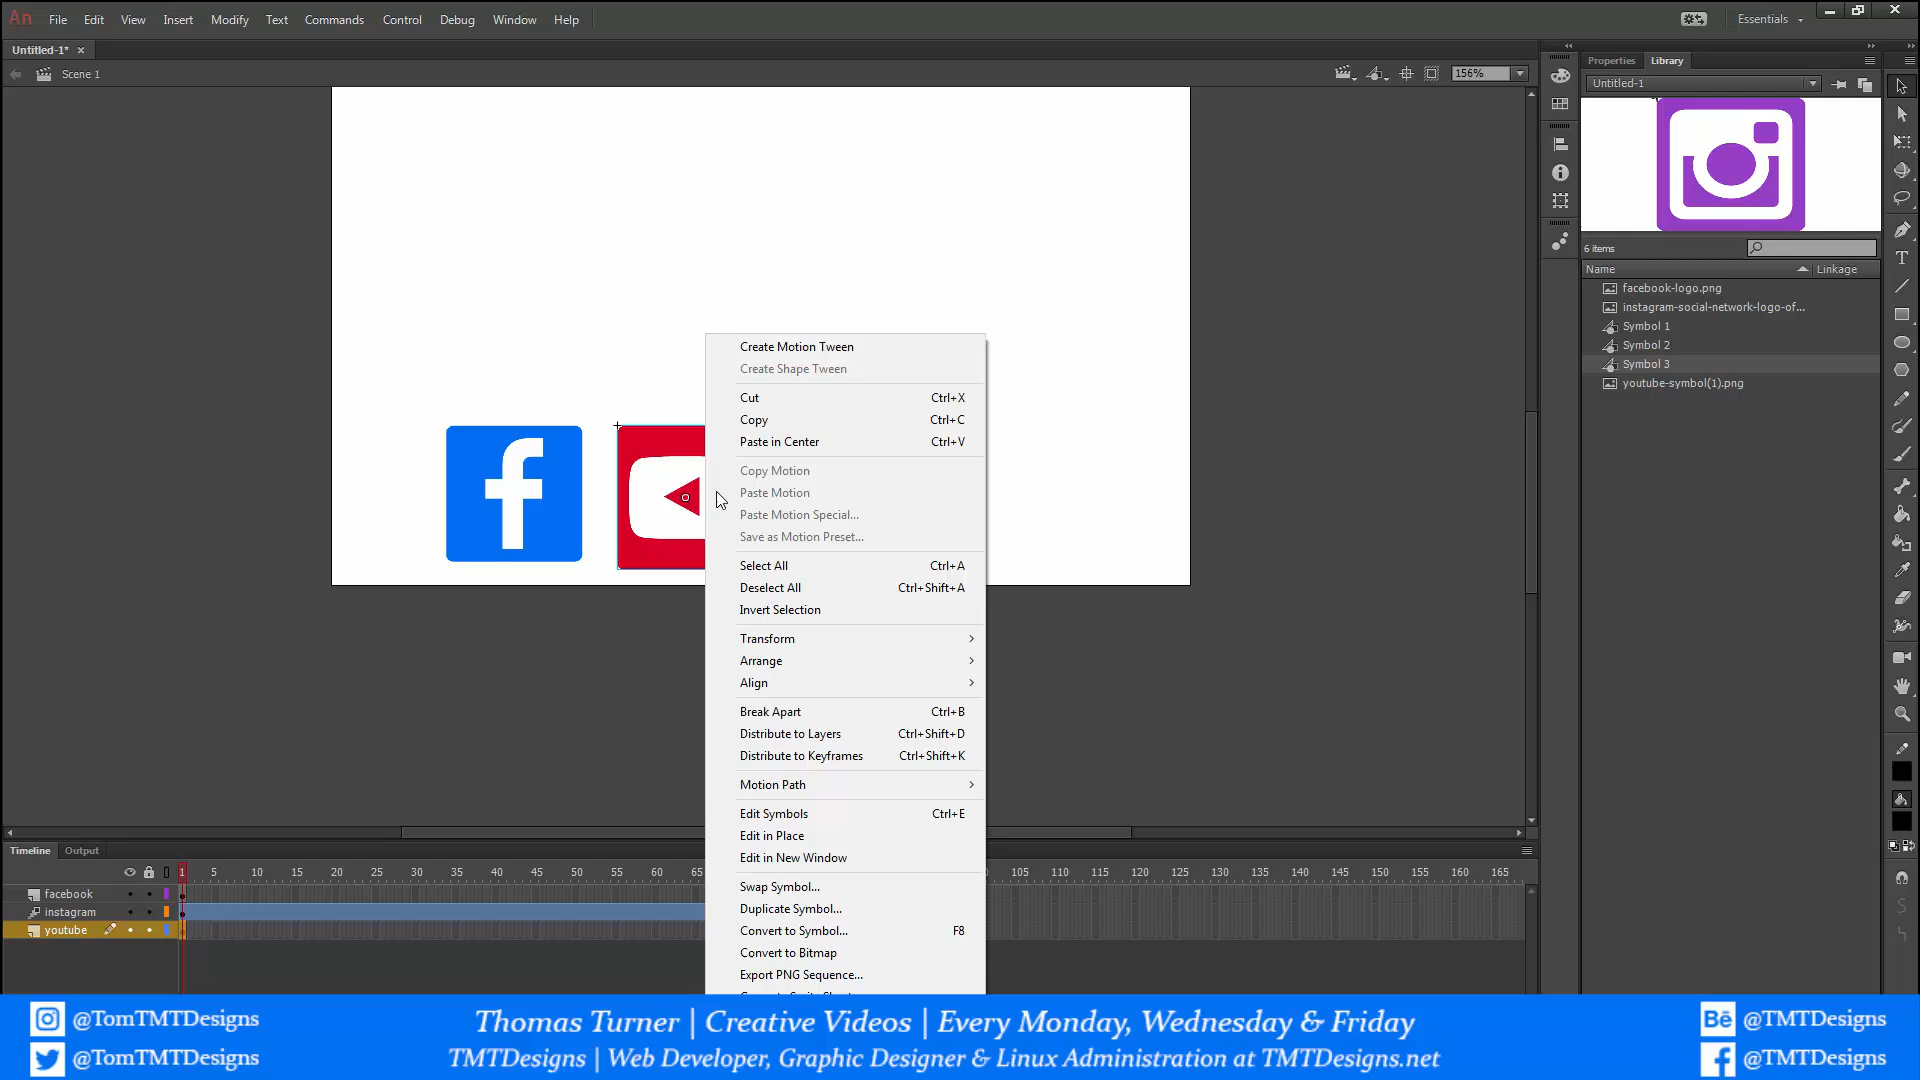 An File Edit View Insert Modify Text Commands Control Debug Window Help Essentials
Untitled-1* ×
Scene 1 156%
Properties Library
Untitled-1
6 items
Name Linkage
facebook-logo.png
instagram-social-network-logo-of...
Symbol 1
Symbol 2
Symbol 3
youtube-symbol(1).png
Create Motion Tween
Create Shape Tween
Cut Ctrl+X
Copy Ctrl+C
Paste in Center Ctrl+V
Copy Motion
Paste Motion
Paste Motion Special...
Save as Motion Preset...
Select All Ctrl+A
Deselect All Ctrl+Shift+A
Invert Selection
Transform
Arrange
Align
Break Apart Ctrl+B
Distribute to Layers Ctrl+Shift+D
Distribute to Keyframes Ctrl+Shift+K
Motion Path
Edit Symbols Ctrl+E
Edit in Place
Edit in New Window
Swap Symbol...
Duplicate Symbol...
Convert to Symbol... F8
Convert to Bitmap
Export PNG Sequence...
Timeline Output
1 5 10 15 20 25 30 35 40 45 50 55 60 65 105 110 115 120 125 130 135 140 145 150 155 160 165
facebook
instagram
youtube
@TomTMTDesigns
@TomTMTDesigns
Thomas Turner | Creative Videos | Every Monday, Wednesday & Friday
TMTDesigns | Web Developer, Graphic Designer & Linux Administration at TMTDesigns.net
Bē @TMTDesigns
@TMTDesigns